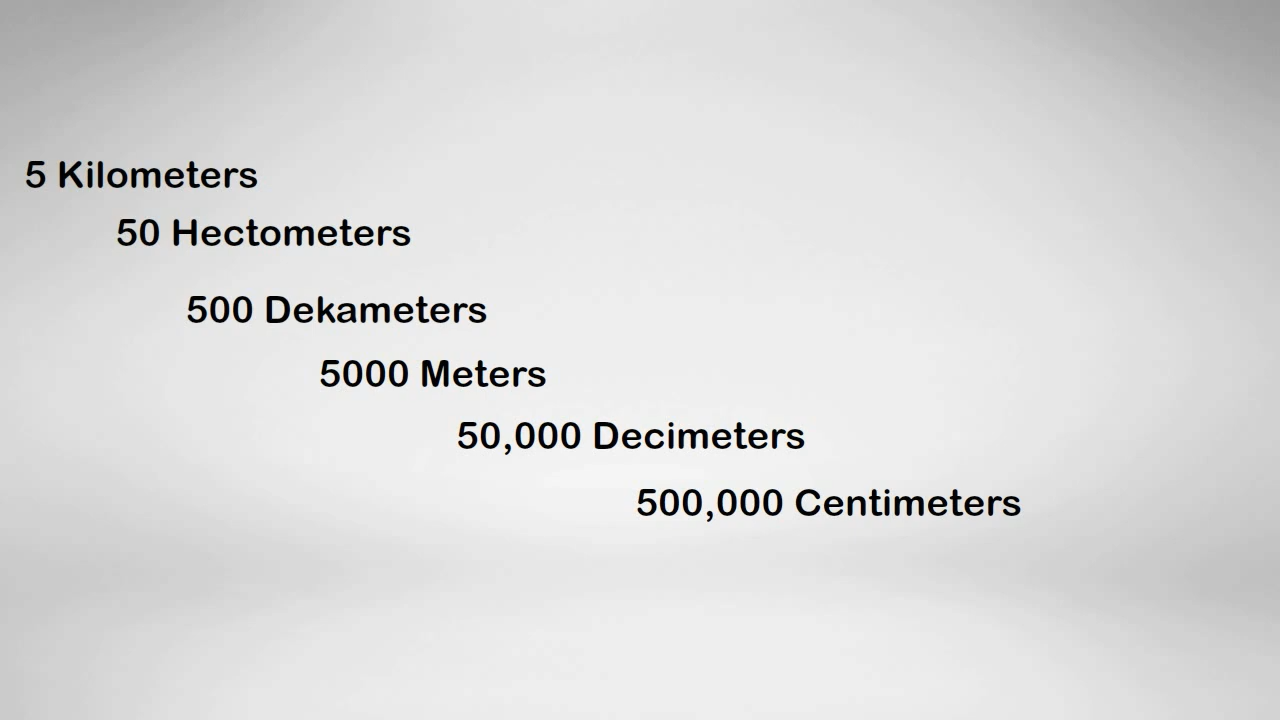 5 Kilometers
50 Hectometers
500 Dekameters
5000 Meters
50,000 Decimeters
500,000 Centimeters